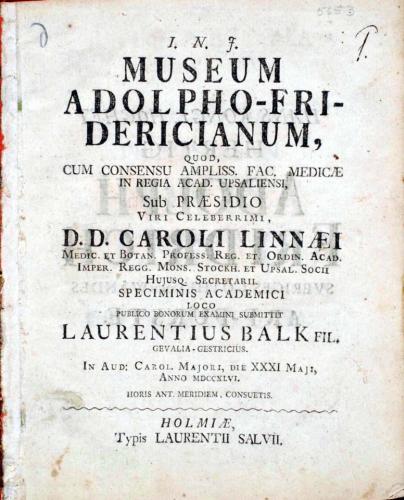 5653
I. N. J.
MUSEUM
ADOLPHO-FRI-
DERICIANUM,
QUOD,
CUM CONSENSU AMPLISS. FAC. MEDICÆ
IN REGIA ACAD. UPSALIENSI,
Sub PRÆSIDIO
VIRI CELEBERRIMI,
D. D. CAROLI LINNÆI
MEDIC. ET BOTAN. PROFESS. REG. ET. ORDIN. ACAD.
IMPER. REGG. MONS. STOCKH. ET UPSAL. SOCII
HUJUSQ. SECRETARII.
SPECIMINIS ACADEMICI
LOCO
PUBLICO BONORUM EXAMINI SUBMITTIT
LAURENTIUS BALK FIL.
GEVALIA-GESTRICIUS.
IN AUD: CAROL. MAJORI, DIE XXXI MAJI,
ANNO MDCCXLVI.
HORIS ANT. MERIDIEM, CONSUETIS.
HOLMIÆ,
Typis LAURENTII SALVII.